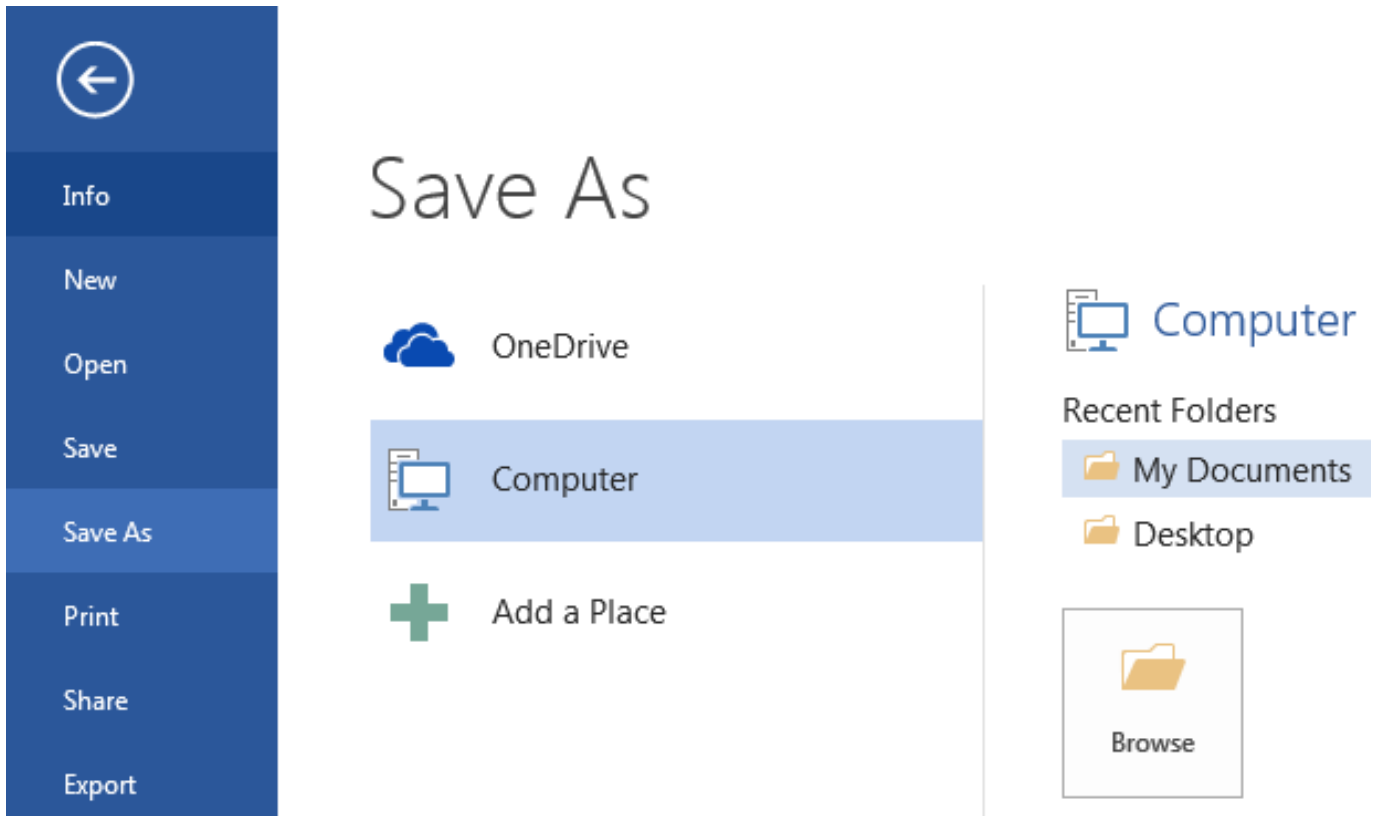 Info
New
Open
Save
Save As
Print
Share
Export
Save As
OneDrive
Computer
Add a Place
Computer
Recent Folders
My Documents
Desktop
Browse